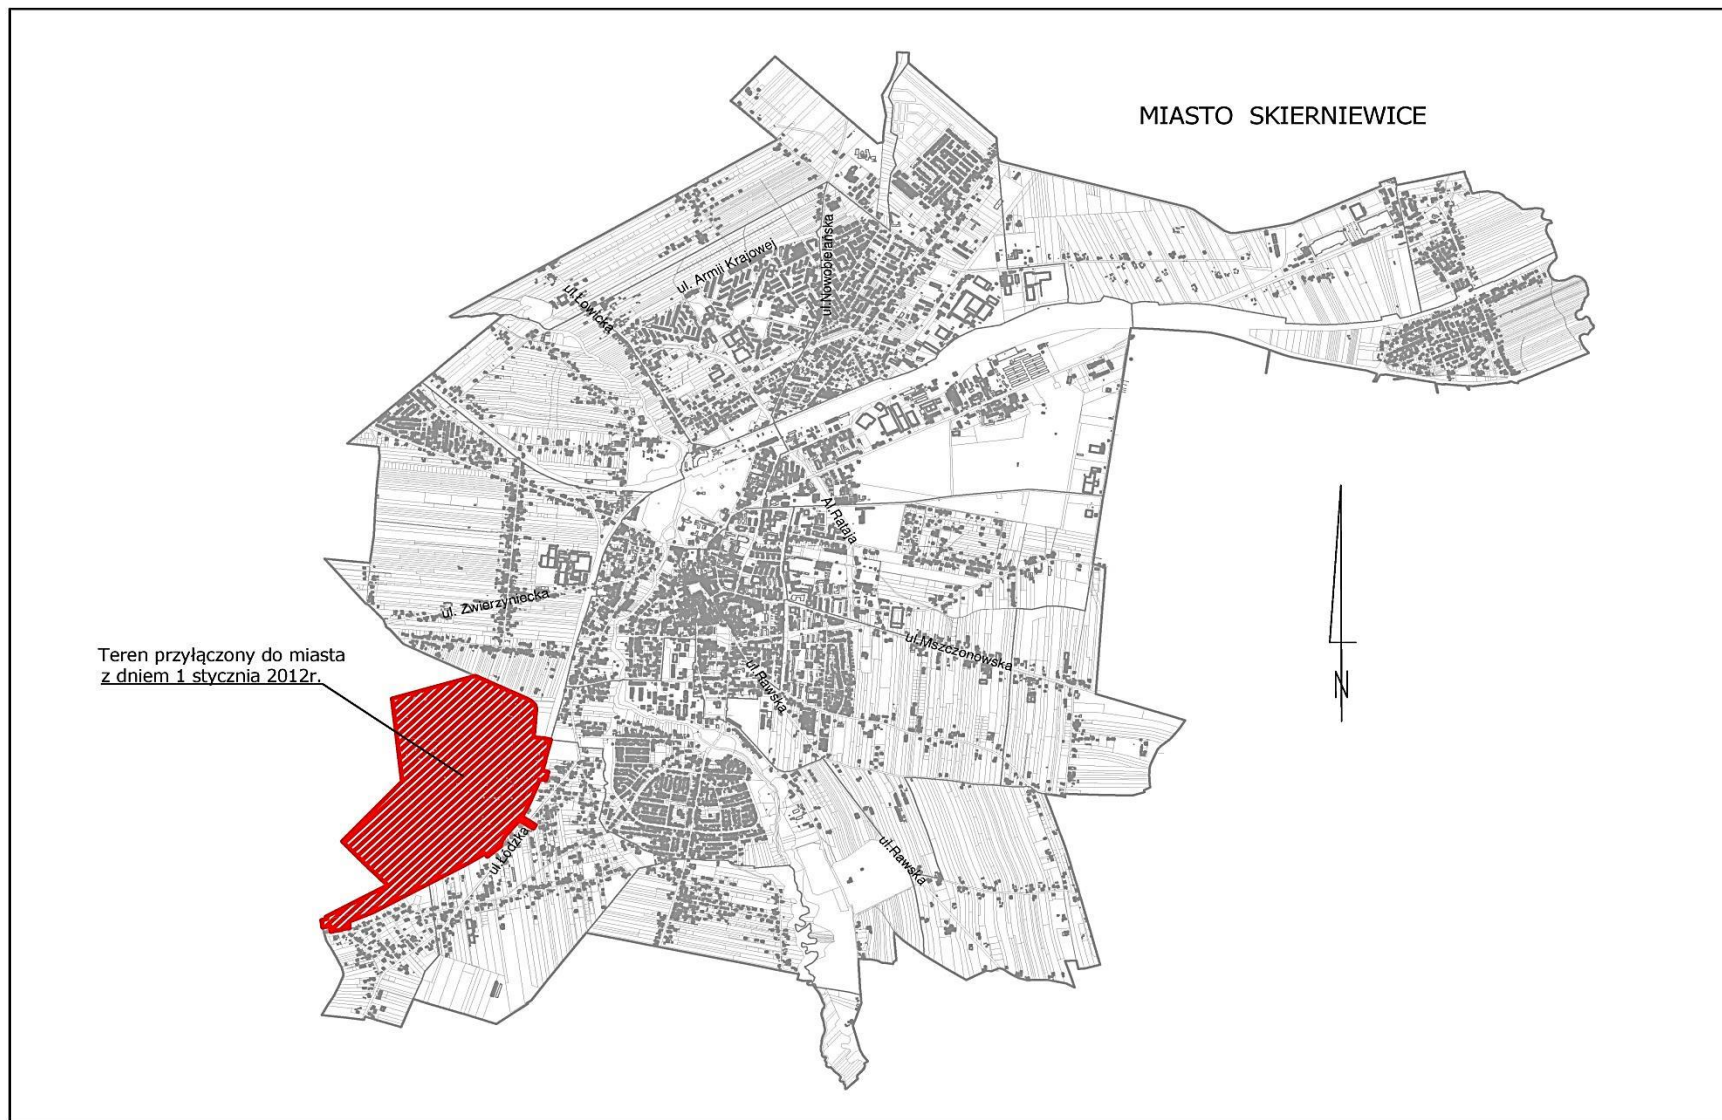 MIASTO SKIERNIEWICE
ul.Nowobielańska
ul. Armii Krajowej
ul.Łowicka
Al.Rataja
ul. Zwierzyniecka
ul.Mszczonowska
Teren przyłączony do miasta
z dniem 1 stycznia 2012r.
ul.Rawska
N
ul.Łódzka
ul.Rawska